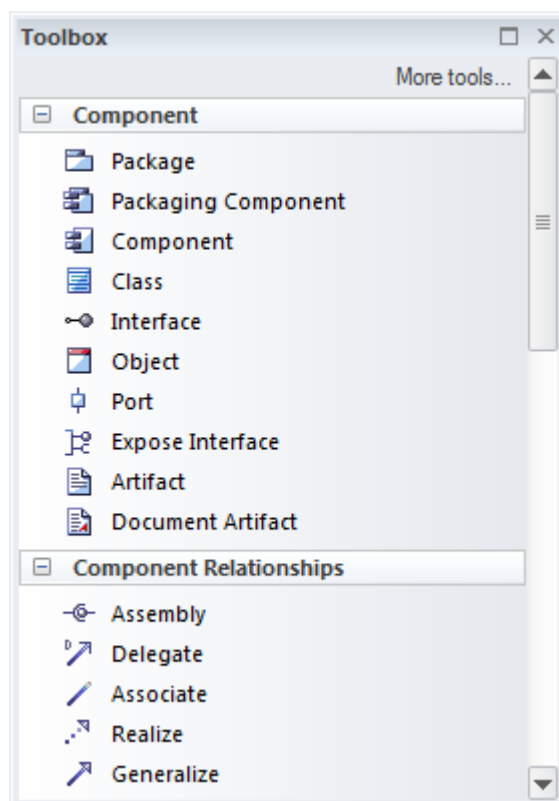 Toolbox
More tools...
Component
Package
Packaging Component
Component
Class
Interface
Object
Port
Expose Interface
Artifact
Document Artifact
Component Relationships
Assembly
Delegate
Associate
Realize
Generalize